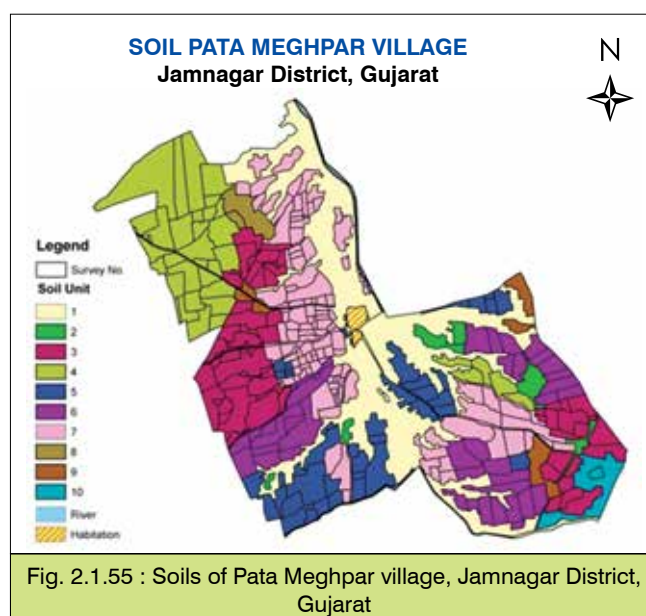 SOIL PATA MEGHPAR VILLAGE
Jamnagar District, Gujarat
N
Legend
Survey No.
Soil Unit
1
2
3
4
5
6
7
8
9
10
River
Habitation
Fig. 2.1.55 : Soils of Pata Meghpar village, Jamnagar District,
Gujarat